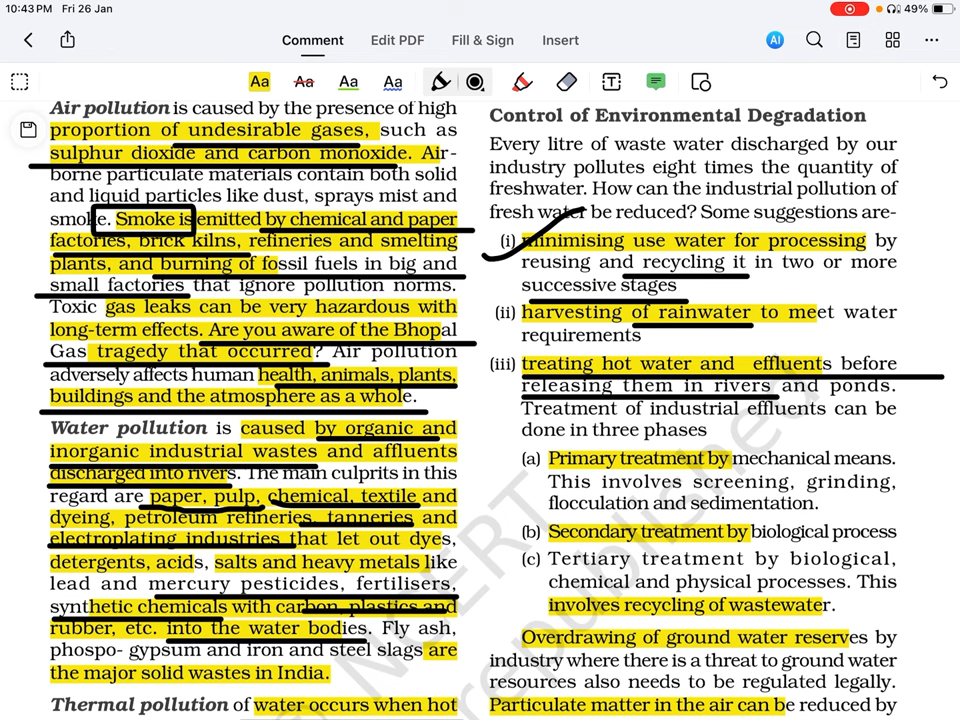 10:43 PM Fri 26 Jan
49%
Comment
Edit PDF
Fill & Sign
Insert
AI
Aa Aa Aa Aa
T
Air pollution is caused by the presence of high
proportion of undesirable gases, such as
sulphur dioxide and carbon monoxide. Air-
borne particulate materials contain both solid
and liquid particles like dust, sprays mist and
smoke. Smoke is emitted by chemical and paper
factories, brick kilns, refineries and smelting
plants, and burning of fossil fuels in big and
small factories that ignore pollution norms.
Toxic gas leaks can be very hazardous with
long-term effects. Are you aware of the Bhopal
Gas tragedy that occurred? Air pollution
adversely affects human health, animals, plants,
buildings and the atmosphere as a whole.
Water pollution is caused by organic and
inorganic industrial wastes and affluents
discharged into rivers. The main culprits in this
regard are paper, pulp, chemical, textile and
dyeing, petroleum refineries, tanneries and
electroplating industries that let out dyes,
detergents, acids, salts and heavy metals like
lead and mercury pesticides, fertilisers,
synthetic chemicals with carbon, plastics and
rubber, etc. into the water bodies. Fly ash,
phospo- gypsum and iron and steel slags are
the major solid wastes in India.
Thermal pollution of water occurs when hot
Control of Environmental Degradation
Every litre of waste water discharged by our
industry pollutes eight times the quantity of
freshwater. How can the industrial pollution of
fresh water be reduced? Some suggestions are-
(i) minimising use water for processing by
reusing and recycling it in two or more
successive stages
(ii) harvesting of rainwater to meet water
requirements
(iii) treating hot water and effluents before
releasing them in rivers and ponds.
Treatment of industrial effluents can be
done in three phases
(a) Primary treatment by mechanical means.
This involves screening, grinding,
flocculation and sedimentation.
(b) Secondary treatment by biological process
(c) Tertiary treatment by biological,
chemical and physical processes. This
involves recycling of wastewater.
Overdrawing of ground water reserves by
industry where there is a threat to ground water
resources also needs to be regulated legally.
Particulate matter in the air can be reduced by
NCERT
republished